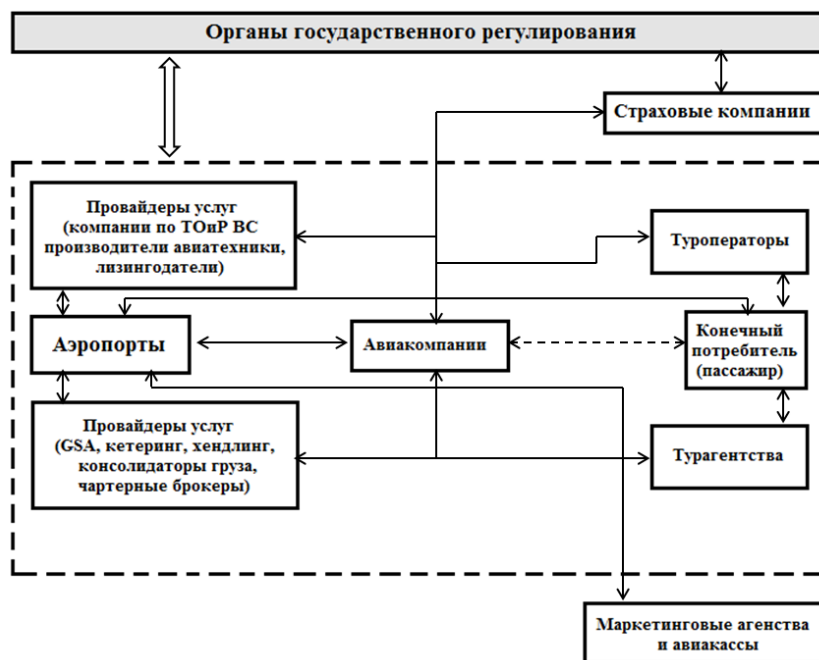 Органы государственного регулирования
Страховые компании
Провайдеры услуг
(компании по ТОиР ВС
производители авиатехники,
лизингодатели)
Туроператоры
Аэропорты
Авиакомпании
Конечный
потребитель
(пассажир)
Провайдеры услуг
(GSA, кетеринг, хендлинг,
консолидаторы груза,
чартерные брокеры)
Турагентства
Маркетинговые агенства
и авиакассы